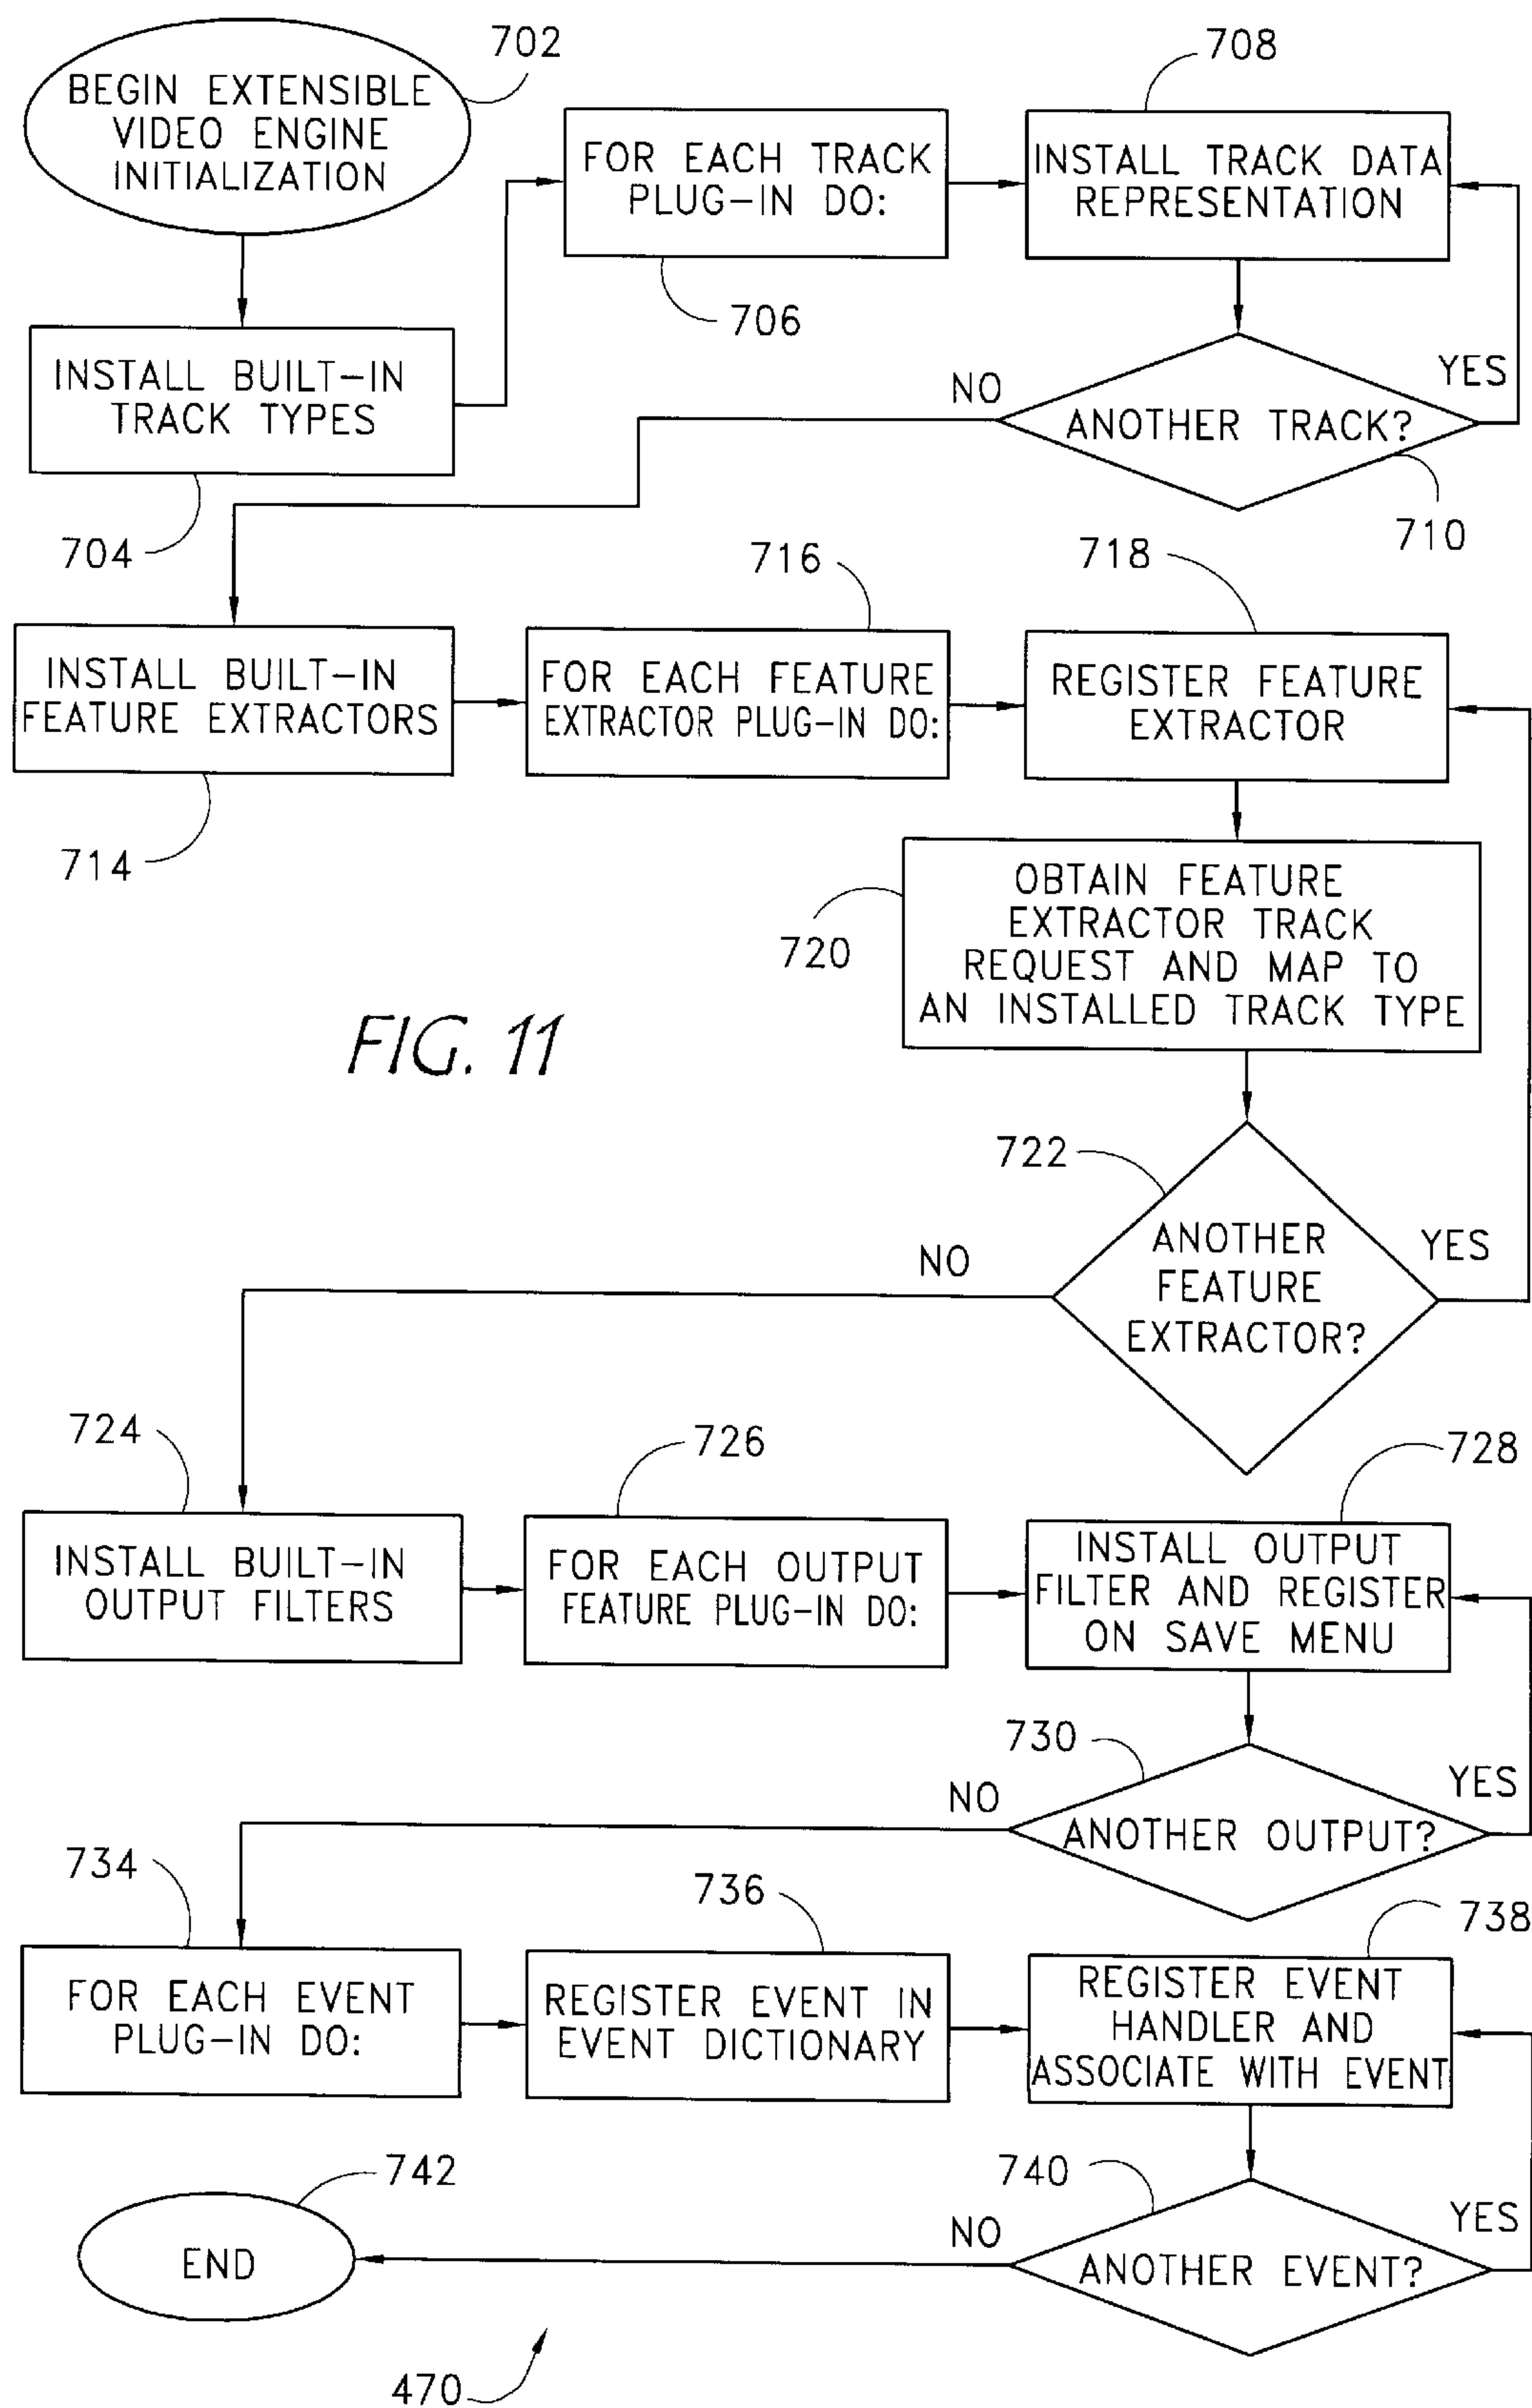 702
BEGIN EXTENSIBLE
VIDEO ENGINE
INITIALIZATION
708
FOR EACH TRACK
PLUG-IN DO:
706
INSTALL TRACK DATA
REPRESENTATION
INSTALL BUILT-IN
TRACK TYPES
704
NO
YES
ANOTHER TRACK?
710
716
718
INSTALL BUILT-IN
FEATURE EXTRACTORS
714
FOR EACH FEATURE
EXTRACTOR PLUG-IN DO:
REGISTER FEATURE
EXTRACTOR
720
OBTAIN FEATURE
EXTRACTOR TRACK
REQUEST AND MAP TO
AN INSTALLED TRACK TYPE
FIG. 11
722
NO
YES
ANOTHER
FEATURE
EXTRACTOR?
724
726
728
INSTALL BUILT-IN
OUTPUT FILTERS
FOR EACH OUTPUT
FEATURE PLUG-IN DO:
INSTALL OUTPUT
FILTER AND REGISTER
ON SAVE MENU
730
NO
YES
ANOTHER OUTPUT?
734
736
738
FOR EACH EVENT
PLUG-IN DO:
REGISTER EVENT IN
EVENT DICTIONARY
REGISTER EVENT
HANDLER AND
ASSOCIATE WITH EVENT
742
740
NO
YES
END
ANOTHER EVENT?
470